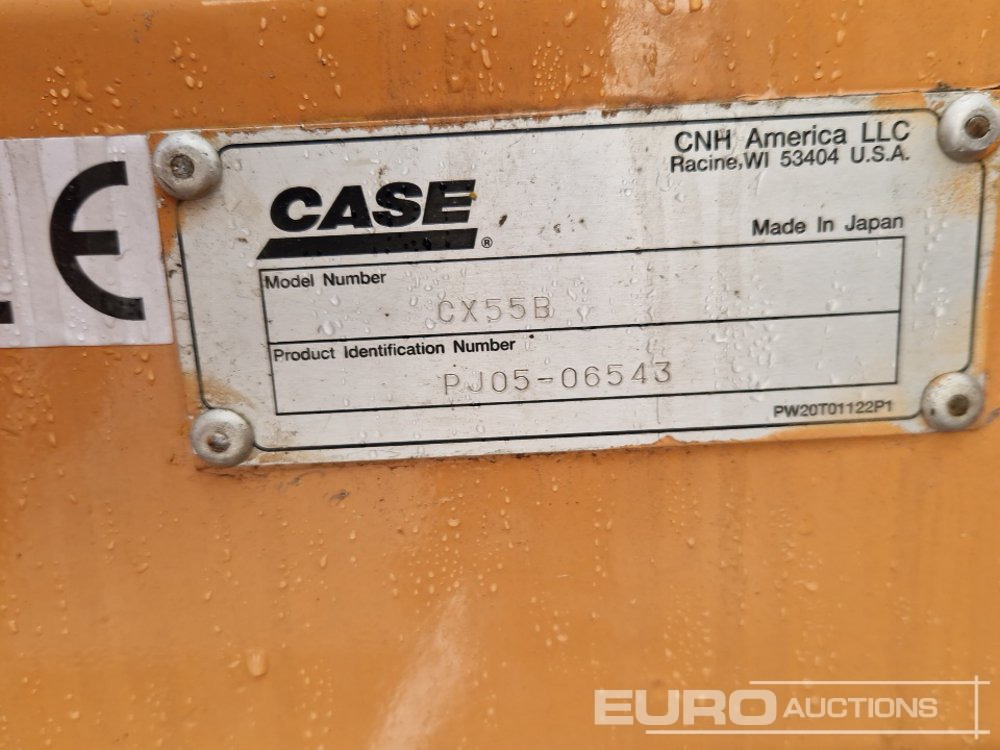 CE
CNH America LLC
Racine, WI 53404 U.S.A.
CASE®
Made In Japan
Model Number
CX55B
Product Identification Number
PJ05-06543
PW20T01122P1
EURO AUCTIONS